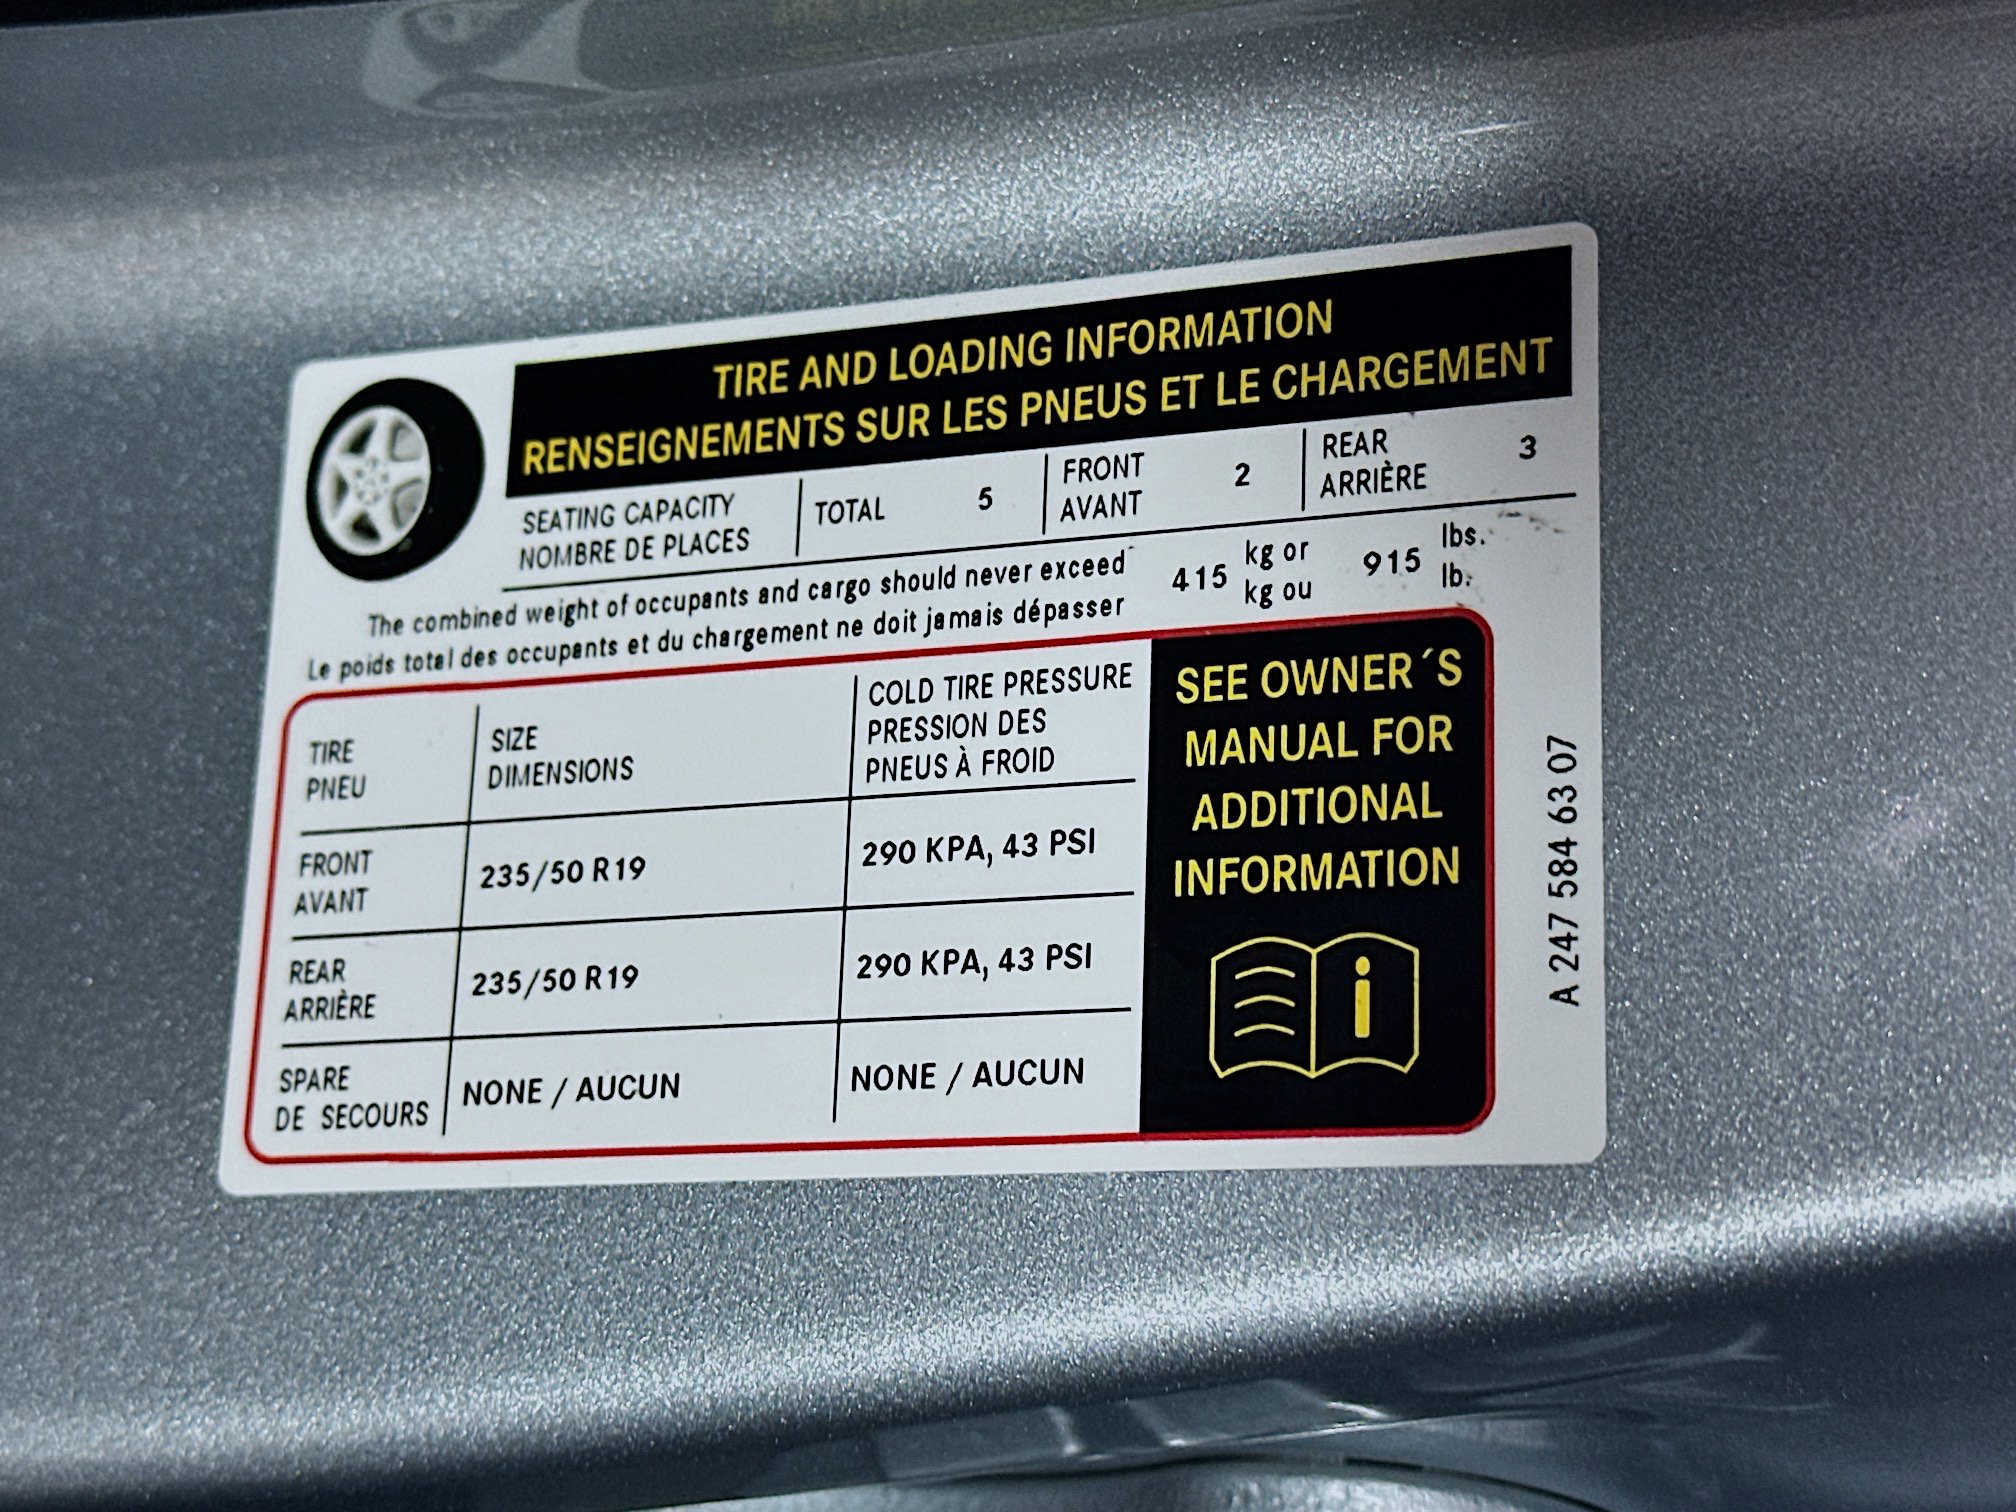 TIRE AND LOADING INFORMATION
RENSEIGNEMENTS SUR LES PNEUS ET LE CHARGEMENT
SEATING CAPACITY
NOMBRE DE PLACES
TOTAL 5
FRONT
AVANT
2
REAR
ARRIÈRE
3
The combined weight of occupants and cargo should never exceed
Le poids total des occupants et du chargement ne doit jamais dépasser
415
kg or
kg ou
915
lbs.
lb.
TIRE
PNEU
SIZE
DIMENSIONS
COLD TIRE PRESSURE
PRESSION DES
PNEUS À FROID
FRONT
AVANT
235/50 R19
290 KPA, 43 PSI
REAR
ARRIÈRE
235/50 R19
290 KPA, 43 PSI
SPARE
DE SECOURS
NONE / AUCUN
NONE / AUCUN
SEE OWNER´S
MANUAL FOR
ADDITIONAL
INFORMATION
i
A 247 584 63 07